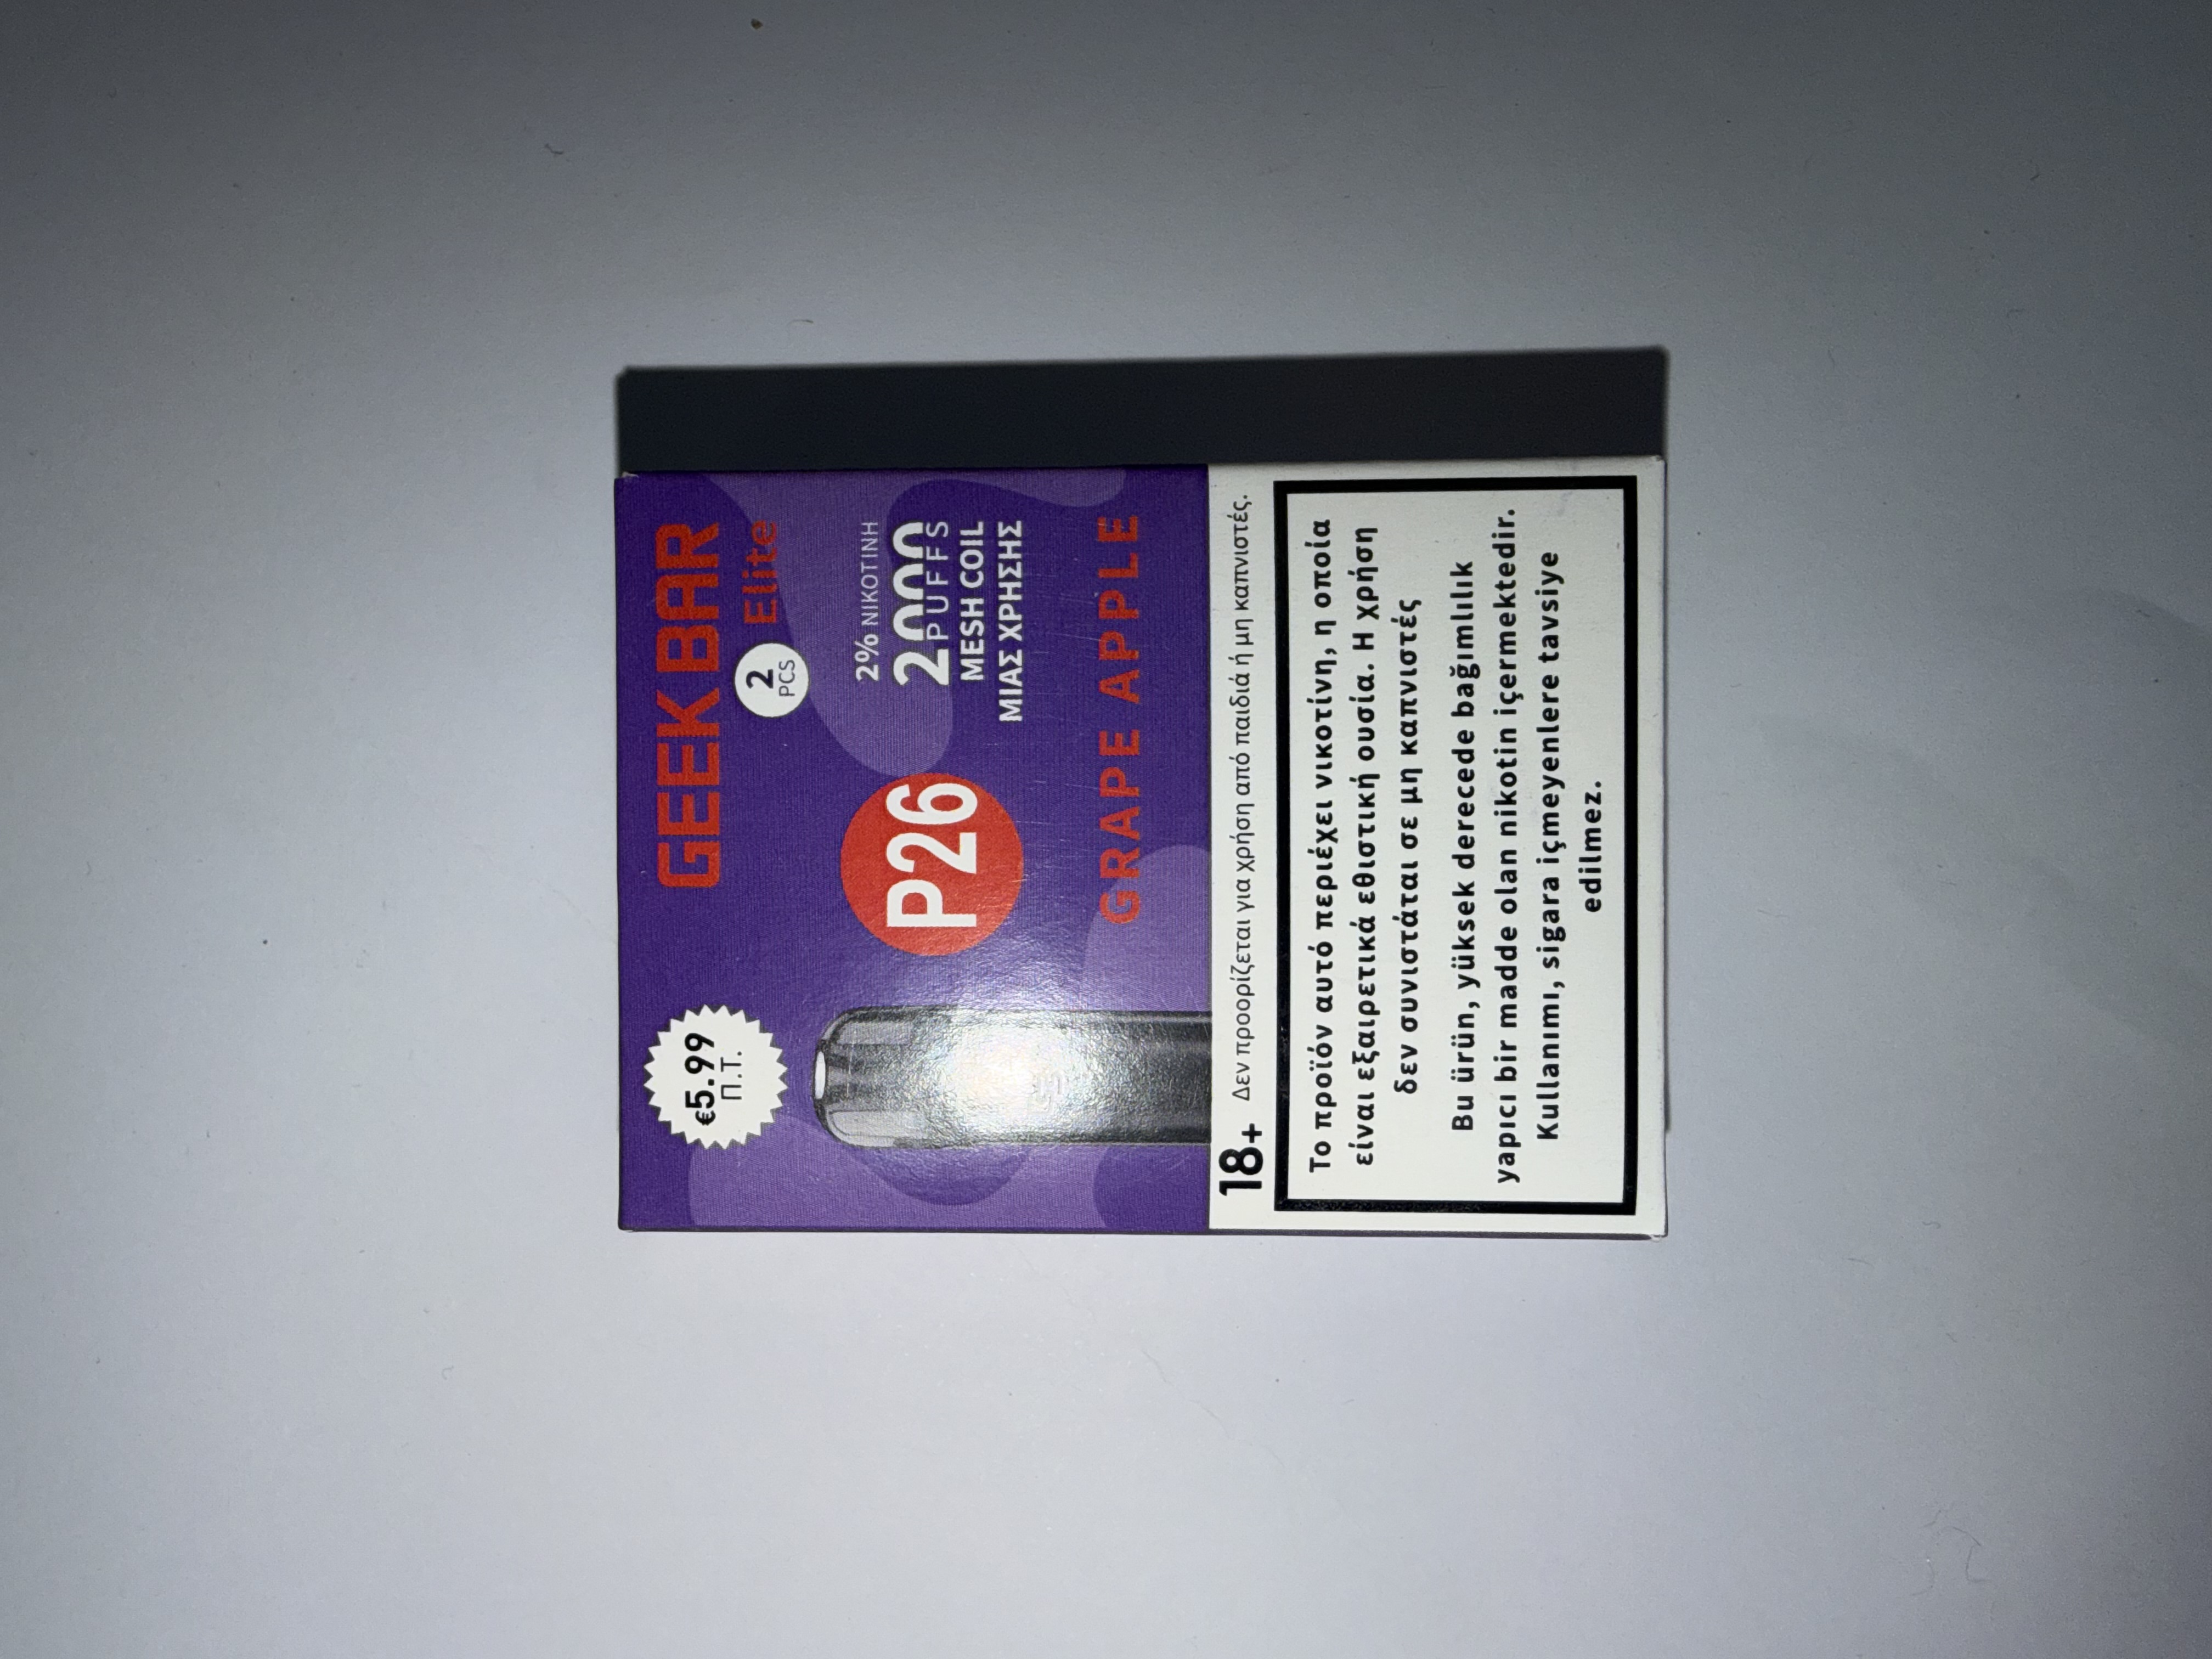 €5.99
Π.Τ.
GEEK BAR
2
PCS
Elite
P26
2% ΝΙΚΟΤΙΝΗ
2000
PUFFS
MESH COIL
ΜΙΑΣ ΧΡΗΣΗΣ
GRAPE APPLE
18+ Δεν προορίζεται για χρήση από παιδιά ή μη καπνιστές.
Το προϊόν αυτό περιέχει νικοτίνη, η οποία
είναι εξαιρετικά εθιστική ουσία. Η χρήση
δεν συνιστάται σε μη καπνιστές
Bu ürün, yüksek derecede bağımlılık
yapıcı bir madde olan nikotin içermektedir.
Kullanımı, sigara içmeyenlere tavsiye
edilmez.